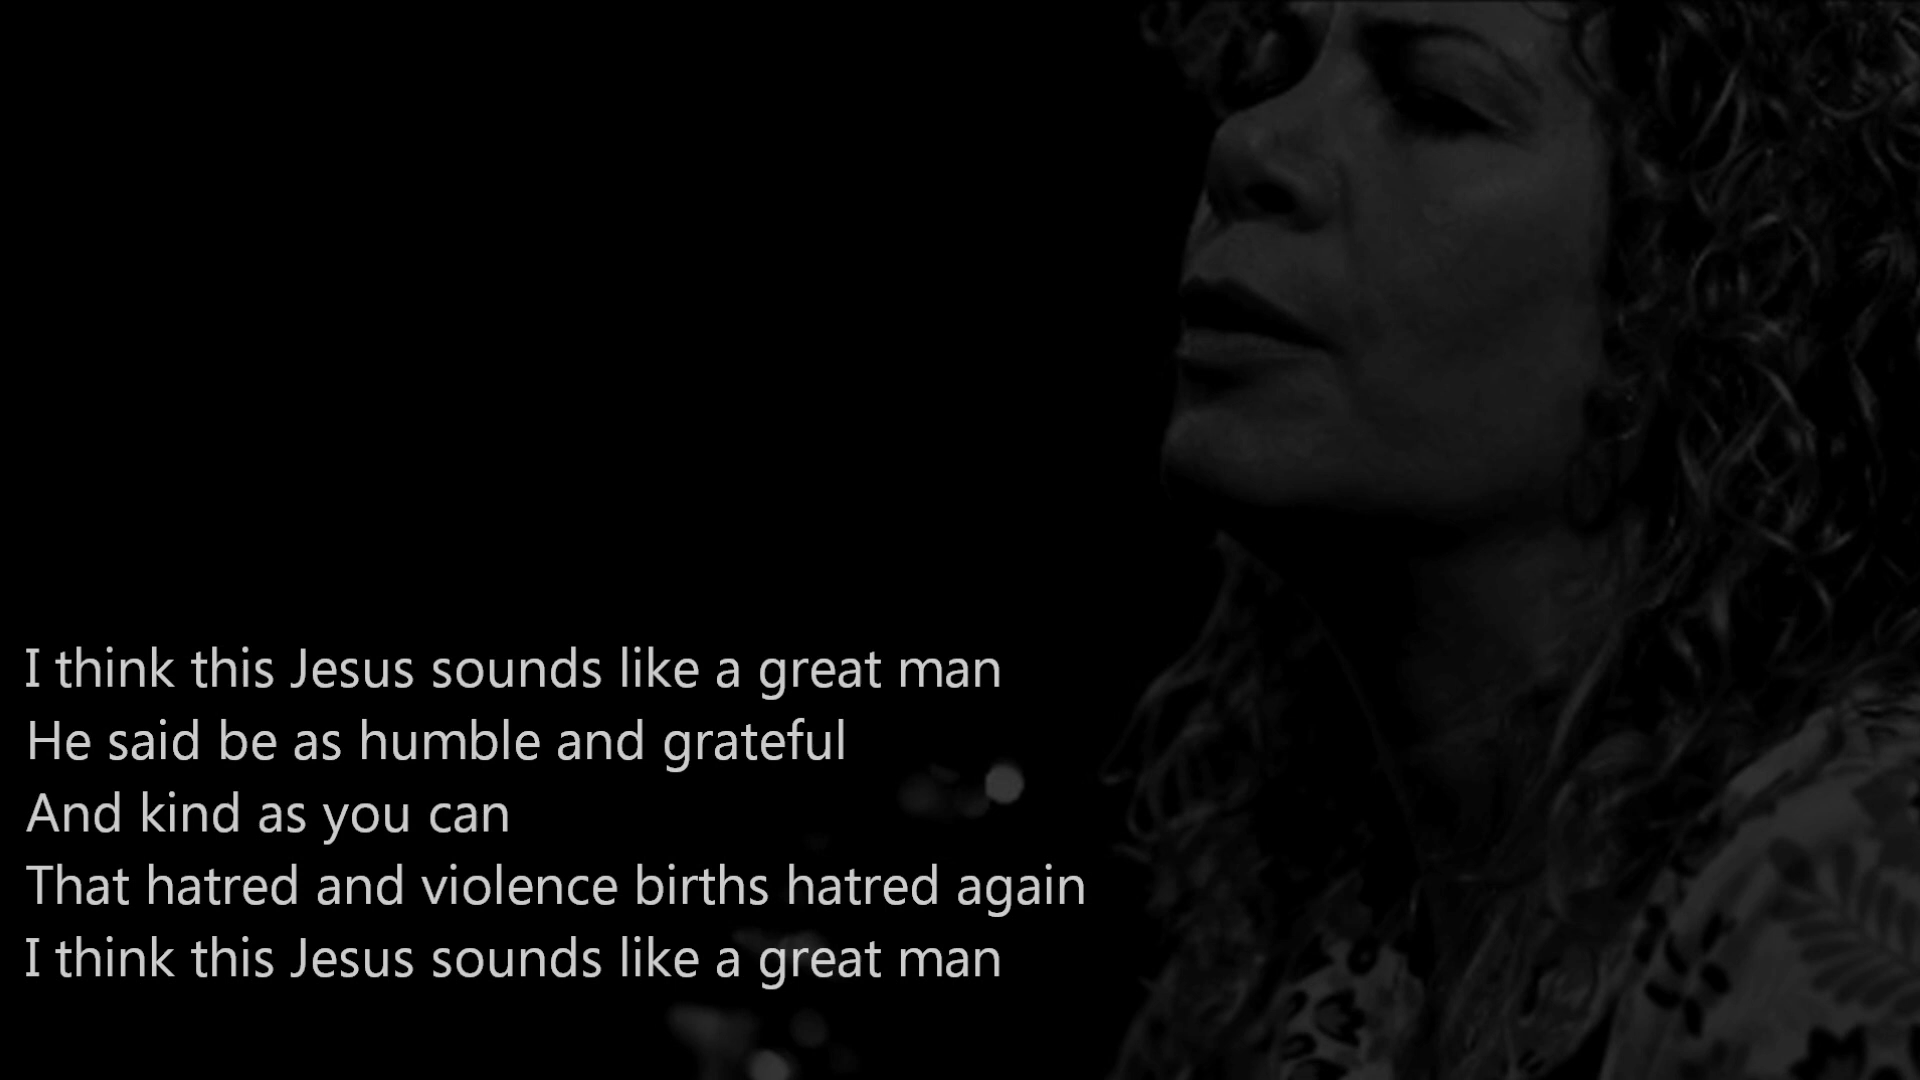 I think this Jesus sounds like a great man
He said be as humble and grateful
And kind as you can
That hatred and violence births hatred again
I think this Jesus sounds like a great man